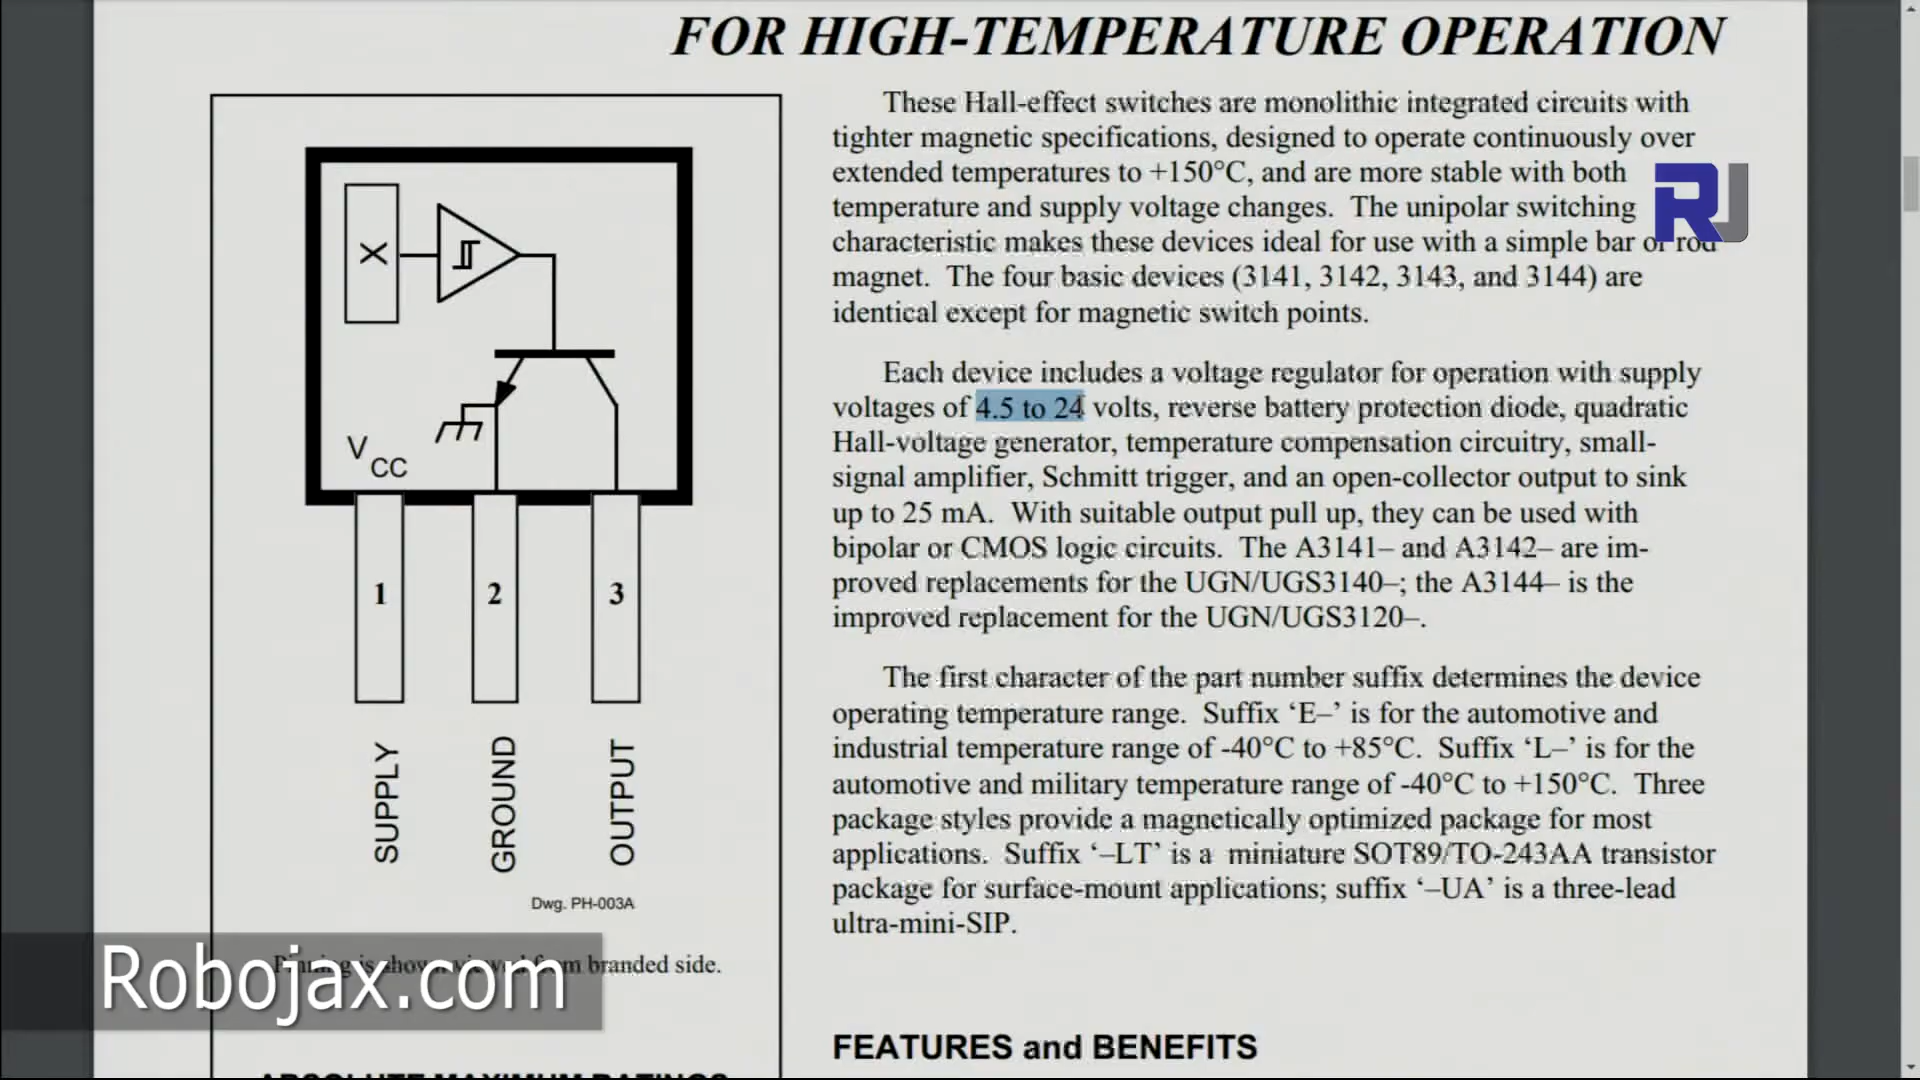 FOR HIGH-TEMPERATURE OPERATION
These Hall-effect switches are monolithic integrated circuits with
tighter magnetic specifications, designed to operate continuously over
extended temperatures to +150°C, and are more stable with both
temperature and supply voltage changes. The unipolar switching
characteristic makes these devices ideal for use with a simple bar or rod
magnet. The four basic devices (3141, 3142, 3143, and 3144) are
identical except for magnetic switch points.
Each device includes a voltage regulator for operation with supply
voltages of 4.5 to 24 volts, reverse battery protection diode, quadratic
Hall-voltage generator, temperature compensation circuitry, small-
signal amplifier, Schmitt trigger, and an open-collector output to sink
up to 25 mA. With suitable output pull up, they can be used with
bipolar or CMOS logic circuits. The A3141– and A3142– are im-
proved replacements for the UGN/UGS3140–; the A3144– is the
improved replacement for the UGN/UGS3120–.
The first character of the part number suffix determines the device
operating temperature range. Suffix ‘E–’ is for the automotive and
industrial temperature range of -40°C to +85°C. Suffix ‘L–’ is for the
automotive and military temperature range of -40°C to +150°C. Three
package styles provide a magnetically optimized package for most
applications. Suffix ‘–LT’ is a miniature SOT89/TO-243AA transistor
package for surface-mount applications; suffix ‘–UA’ is a three-lead
ultra-mini-SIP.
FEATURES and BENEFITS
RJ
X
VCC
1 2 3
SUPPLY
GROUND
OUTPUT
Dwg. PH-003A
Pinning is shown viewed from branded side.
Robojax.com
ABSOLUTE MAXIMUM RATINGS